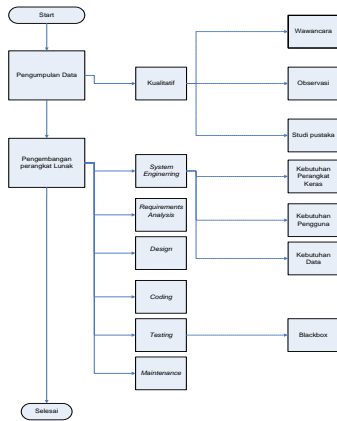 Start
Pengumpulan Data
Kualitatif
Wawancara
Observasi
Studi pustaka
Pengembangan
perangkat Lunak
System
Enginerring
Kebutuhan
Perangkat
Keras
Kebutuhan
Pengguna
Kebutuhan
Data
Requirements
Analysis
Design
Coding
Testing
Blackbox
Maintenance
Selesai